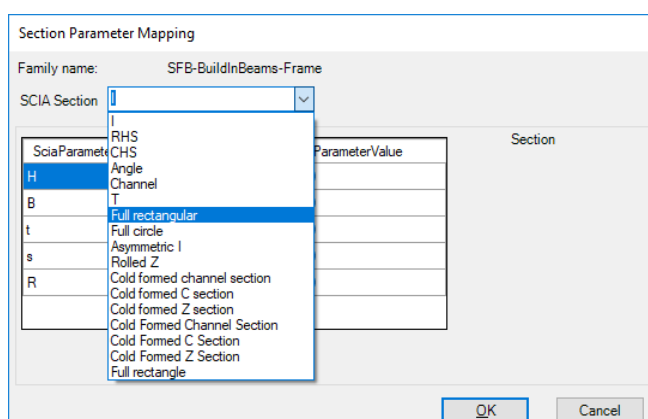 Section Parameter Mapping
Family name: SFB-BuildInBeams-Frame
SCIA Section I
Section
SciaParamete ParameterValue
H
B
t
s
R
I
RHS
CHS
Angle
Channel
T
Full rectangular
Full circle
Asymmetric I
Rolled Z
Cold formed channel section
Cold formed C section
Cold formed Z section
Cold Formed Channel Section
Cold Formed C Section
Cold Formed Z Section
Full rectangle
OK Cancel